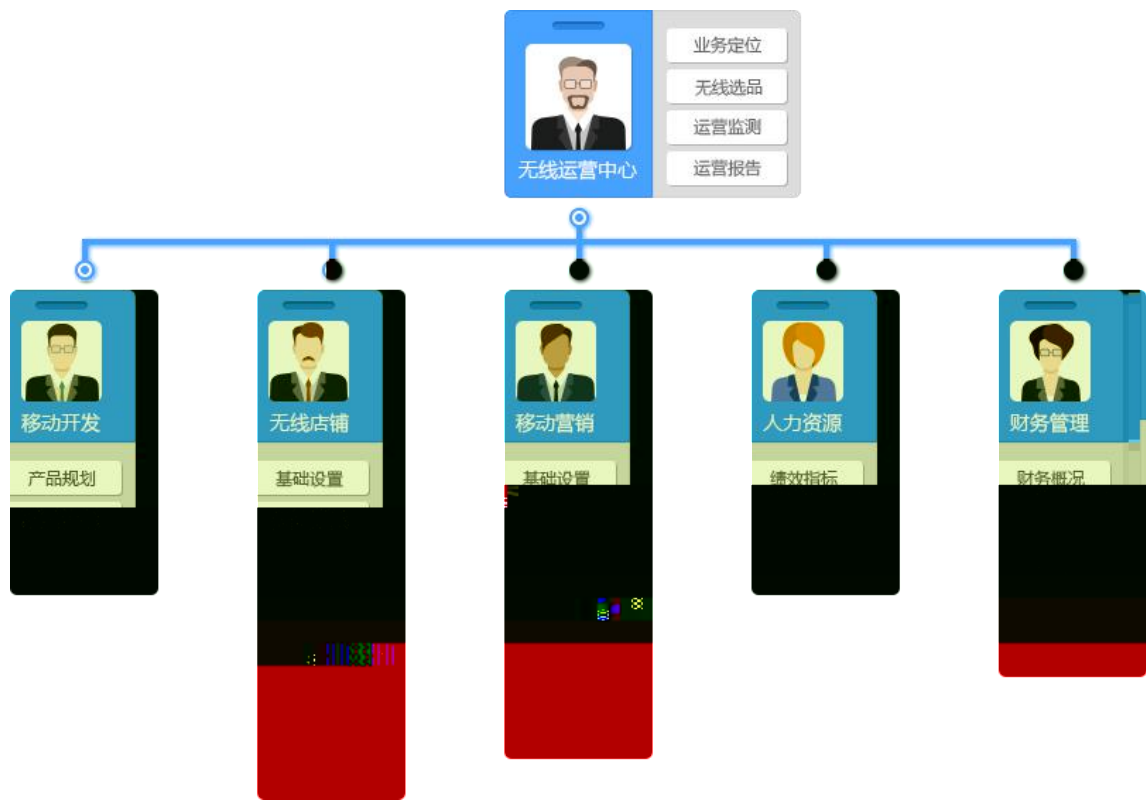 业务定位
无线选品
运营监测
运营报告
无线运营中心
移动开发
无线店铺
移动营销
人力资源
财务管理
产品规划
基础设置
基础设置
绩效指标
财务概况